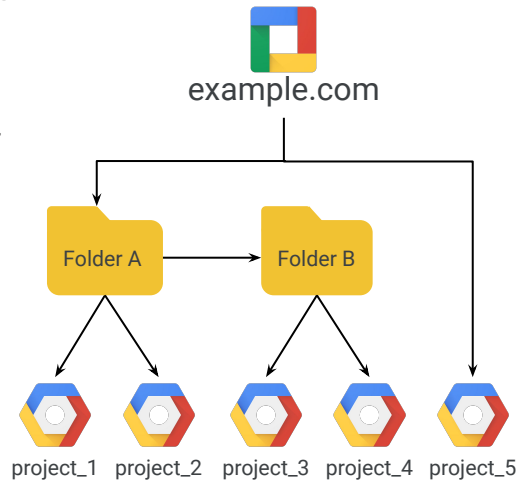 example.com
Folder A
Folder B
project_1
project_2
project_3
project_4
project_5